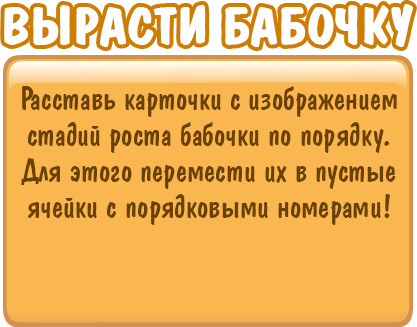 ВЫРАСТИ БАБОЧКУ
Расставь карточки с изображением
стадий роста бабочки по порядку.
Для этого перемести их в пустые
ячейки с порядковыми номерами!